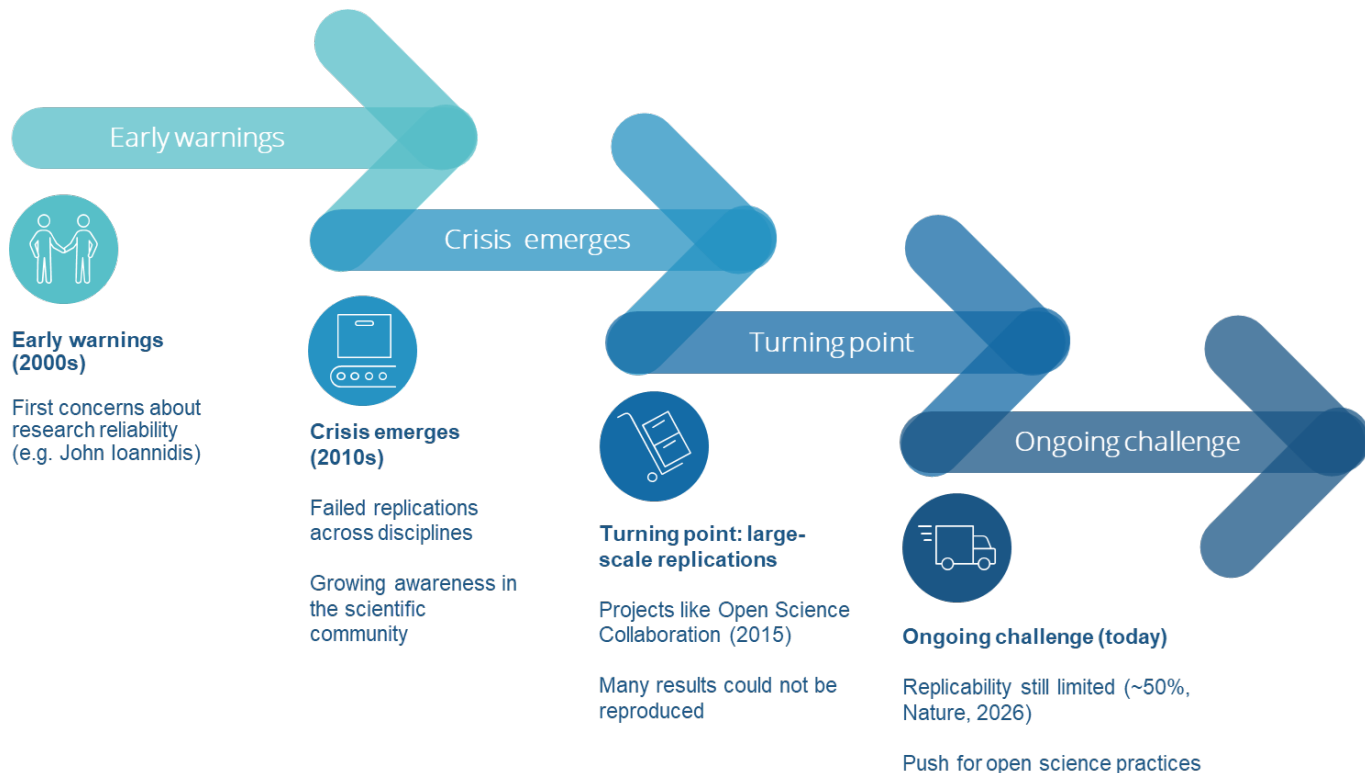 Early warnings
Early warnings
(2000s)
First concerns about
research reliability
(e.g. John Ioannidis)
Crisis emerges
Crisis emerges
(2010s)
Failed replications
across disciplines
Growing awareness in
the scientific
community
Turning point
Turning point: large-
scale replications
Projects like Open Science
Collaboration (2015)
Many results could not be
reproduced
Ongoing challenge
Ongoing challenge (today)
Replicability still limited (~50%,
Nature, 2026)
Push for open science practices